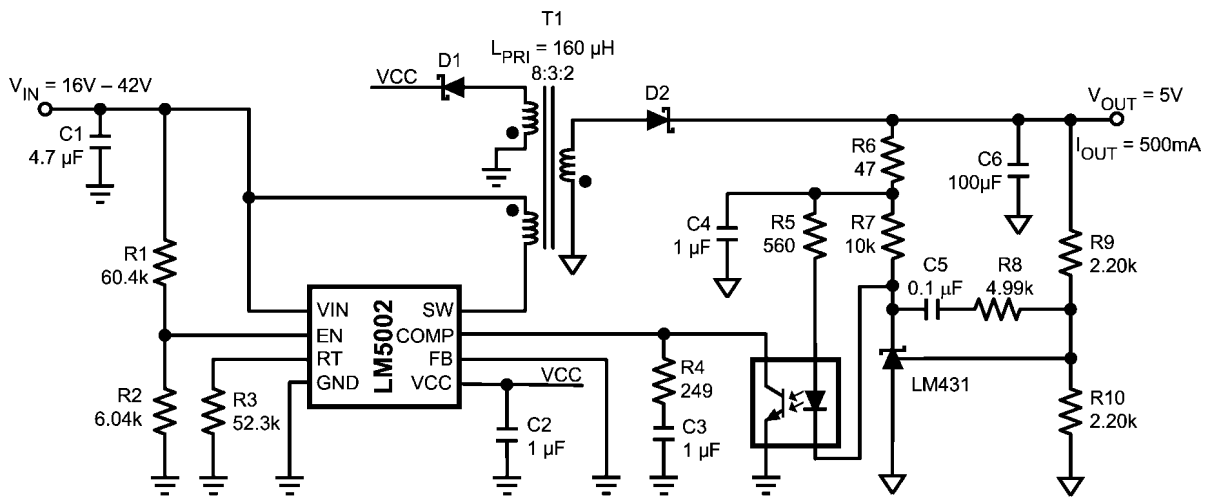 T1
L_PRI = 160 µH
8:3:2
D1
VCC
V_IN = 16V – 42V
C1
4.7 µF
D2
V_OUT = 5V
I_OUT = 500mA
R6
47
C6
100µF
C4
1 µF
R5
560
R7
10k
R1
60.4k
R9
2.20k
C5
0.1 µF
R8
4.99k
LM5002
VIN
EN
RT
GND
SW
COMP
FB
VCC
VCC
R2
6.04k
R3
52.3k
C2
1 µF
R4
249
C3
1 µF
LM431
R10
2.20k